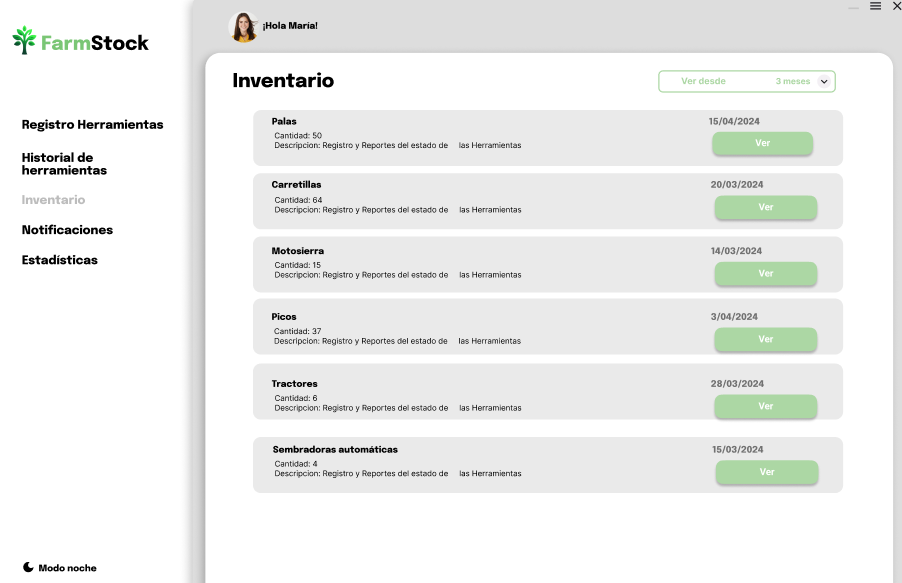 ¡Hola María!
FarmStock
Inventario
Ver desde 3 meses
Registro Herramientas
Historial de
herramientas
Inventario
Notificaciones
Estadísticas
Palas 15/04/2024
Cantidad: 50
Descripcion: Registro y Reportes del estado de las Herramientas
Ver
Carretillas 20/03/2024
Cantidad: 64
Descripcion: Registro y Reportes del estado de las Herramientas
Ver
Motosierra 14/03/2024
Cantidad: 15
Descripcion: Registro y Reportes del estado de las Herramientas
Ver
Picos 3/04/2024
Cantidad: 37
Descripcion: Registro y Reportes del estado de las Herramientas
Ver
Tractores 28/03/2024
Cantidad: 6
Descripcion: Registro y Reportes del estado de las Herramientas
Ver
Sembradoras automáticas 15/03/2024
Cantidad: 4
Descripcion: Registro y Reportes del estado de las Herramientas
Ver
Modo noche